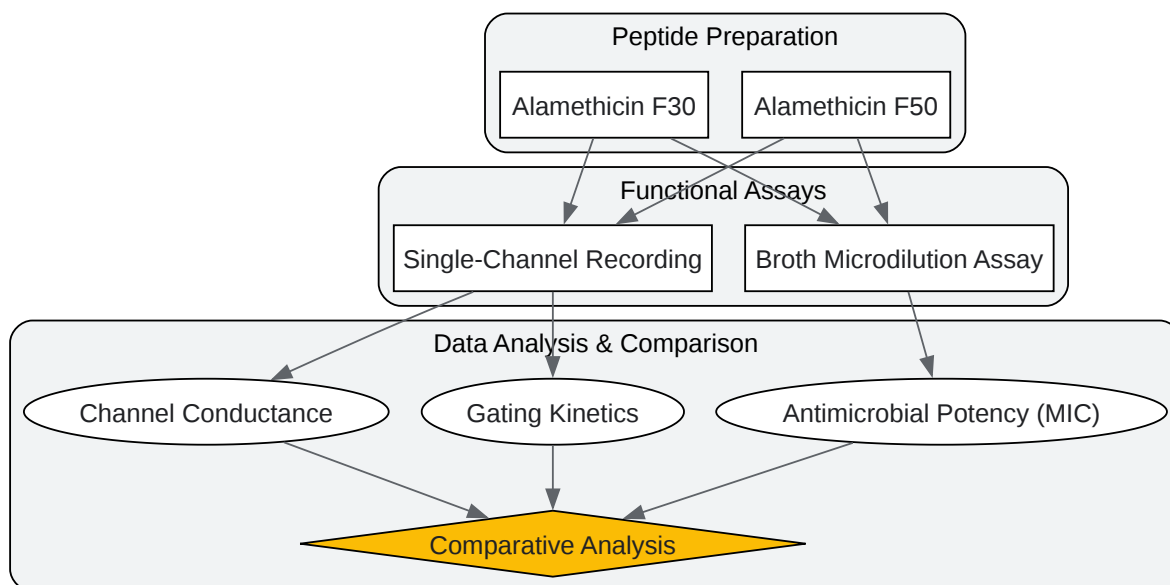 Peptide Preparation
Alamethicin F30
Alamethicin F50
Functional Assays
Single-Channel Recording
Broth Microdilution Assay
Data Analysis & Comparison
Channel Conductance
Gating Kinetics
Antimicrobial Potency (MIC)
Comparative Analysis